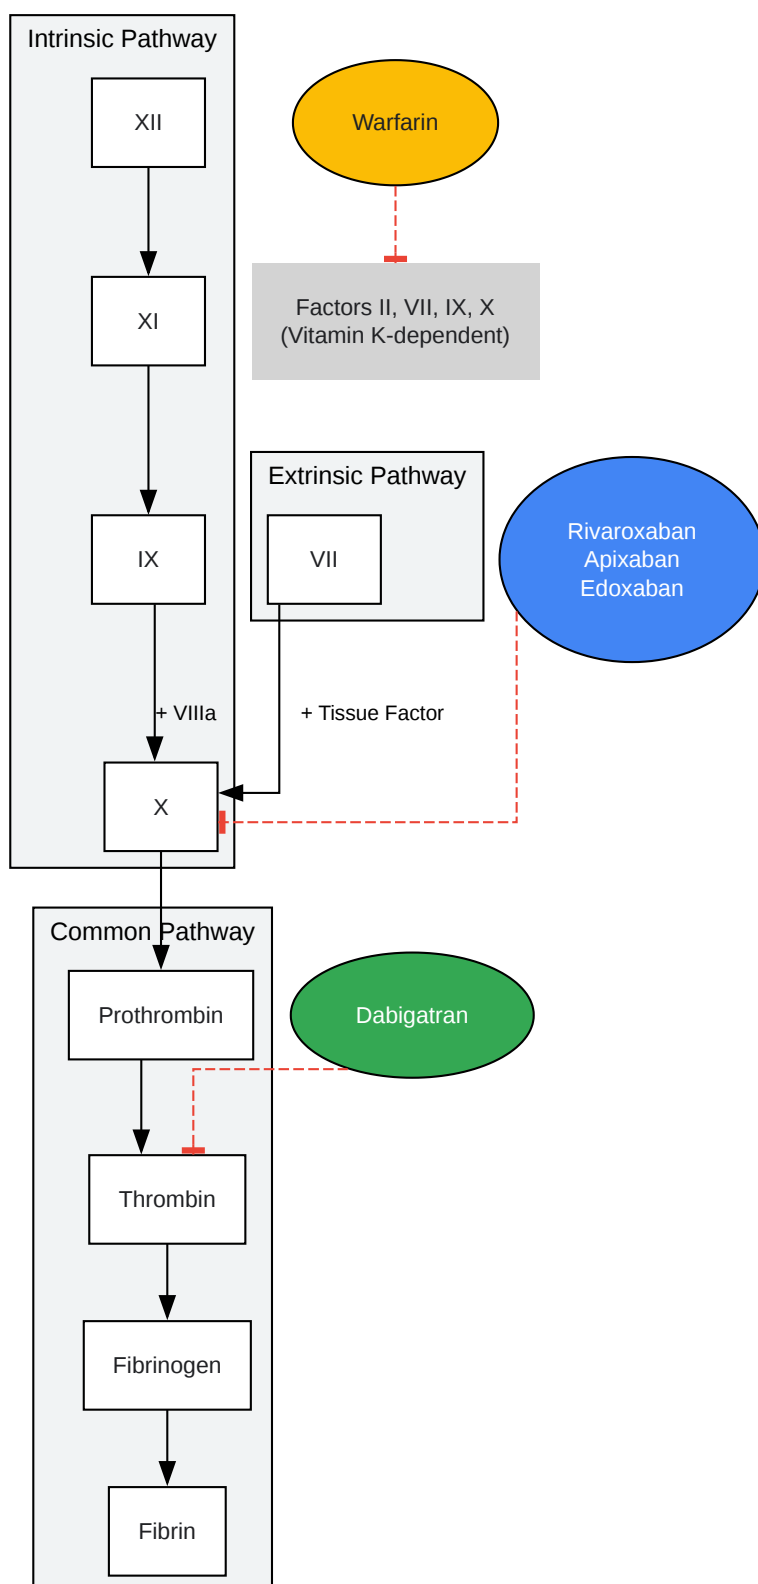 Intrinsic Pathway
XII
Warfarin
XI
Factors II, VII, IX, X
(Vitamin K-dependent)
Extrinsic Pathway
IX
VII
Rivaroxaban
Apixaban
Edoxaban
+ VIIIa
+ Tissue Factor
X
Common Pathway
Prothrombin
Dabigatran
Thrombin
Fibrinogen
Fibrin